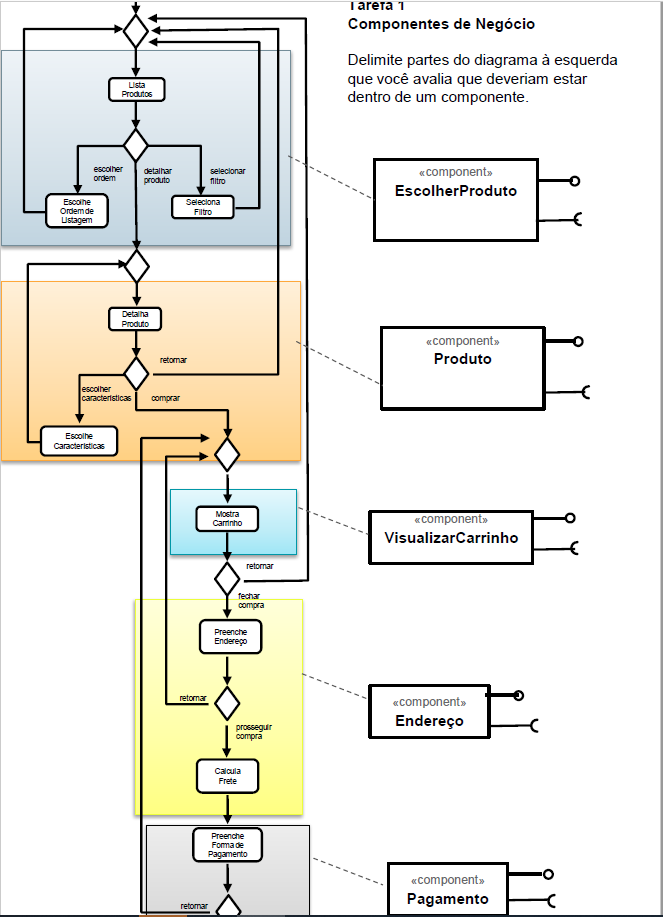 Tarefa 1
Componentes de Negócio
Delimite partes do diagrama à esquerda
que você avalia que deveriam estar
dentro de um componente.
Lista
Produtos
escolher
ordem
detalhar
produto
selecionar
filtro
Escolhe
Ordem de
Listagem
Seleciona
Filtro
«component»
EscolherProduto
Detalha
Produto
retornar
escolher
características
comprar
Escolhe
Características
«component»
Produto
Mostra
Carrinho
retornar
fechar
compra
«component»
VisualizarCarrinho
Preenche
Endereço
retornar
prosseguir
compra
Calcula
Frete
«component»
Endereço
Preenche
Forma de
Pagamento
retornar
«component»
Pagamento